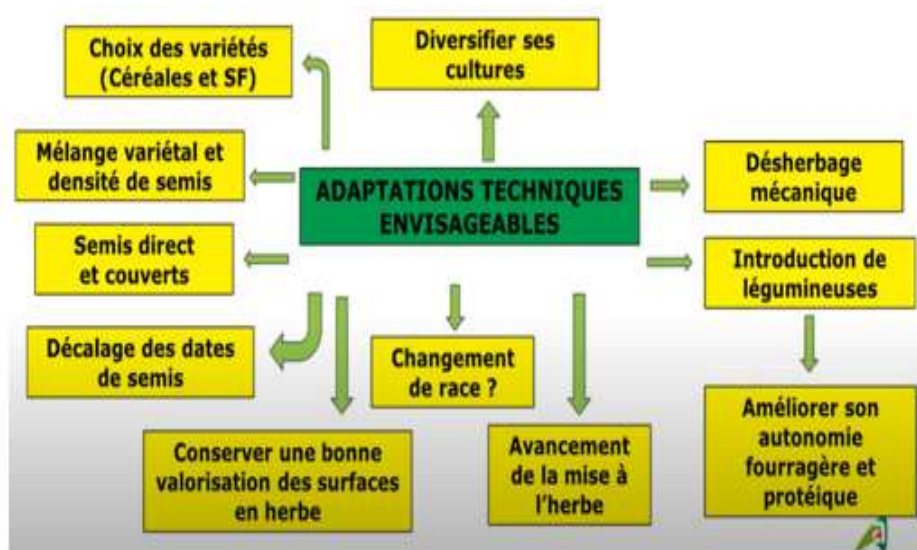 Choix des variétés
(Céréales et SF)
Diversifier ses
cultures
Mélange variétal et
densité de semis
ADAPTATIONS TECHNIQUES
ENVISAGEABLES
Désherbage
mécanique
Semis direct
et couverts
Introduction de
légumineuses
Décalage des dates
de semis
Changement
de race ?
Améliorer son
autonomie
fourragère et
protéique
Conserver une bonne
valorisation des surfaces
en herbe
Avancement
de la mise à
l'herbe